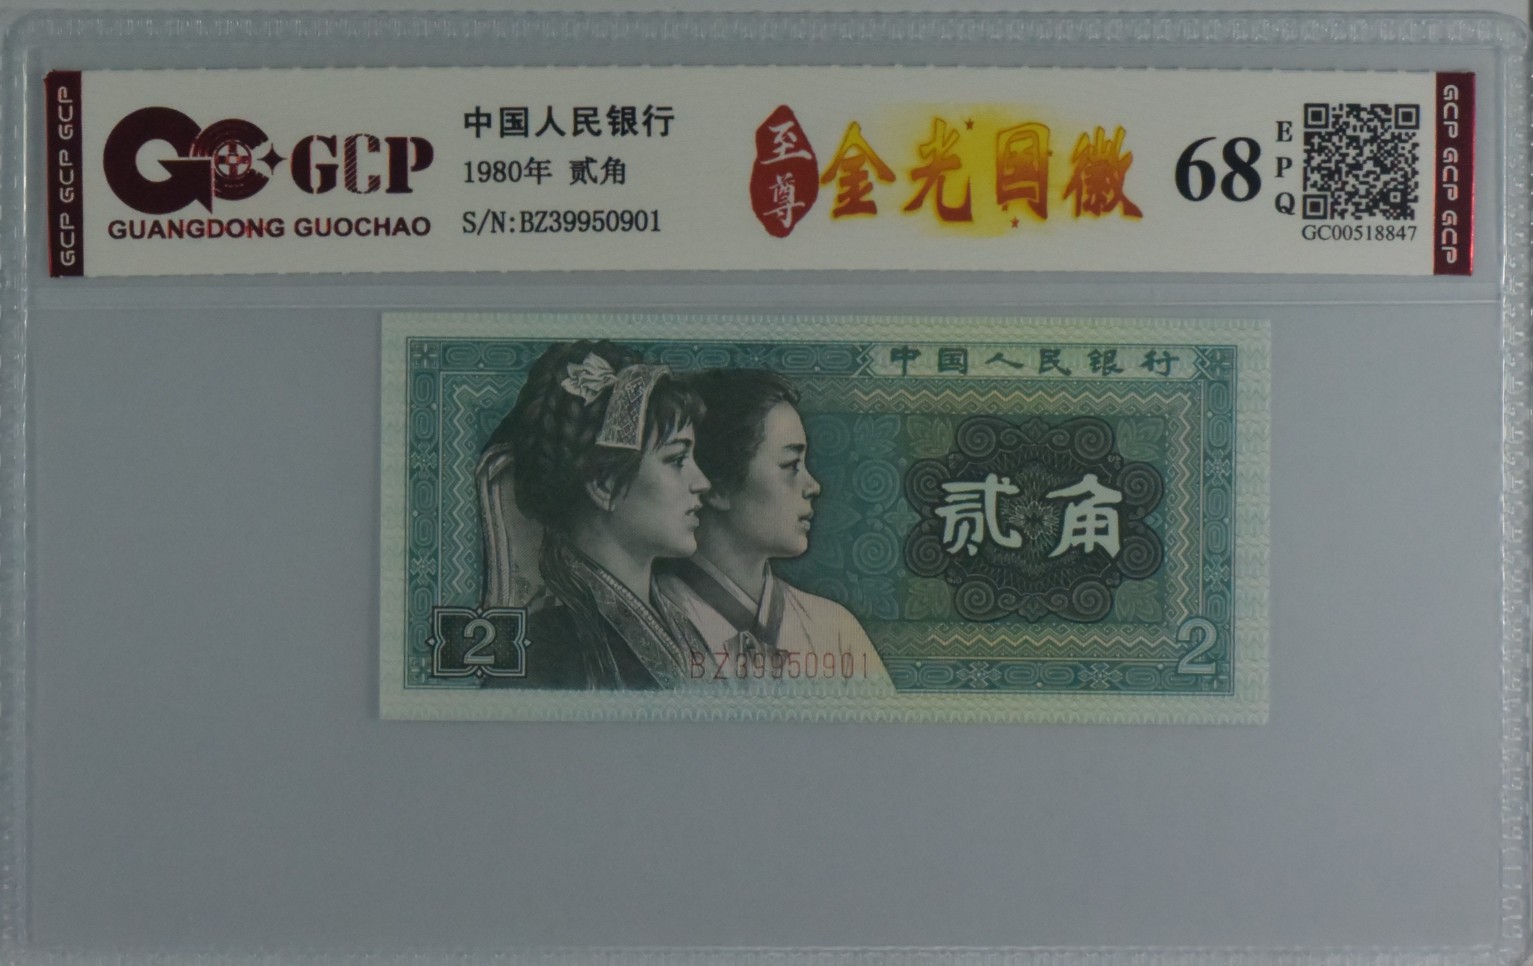 GCP GCP GCP
GCP
GUANGDONG GUOCHAO
中国人民银行
1980年 贰角
S/N:BZ39950901
至尊
金光国徽
68
EPQ
GC00518847
GCP GCP GCP
中国人民银行
贰角
2
2
BZ39950901